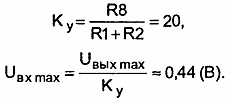 Kу = R8 / (R1+R2) = 20,
Uвх max = Uвых max / Kу = 0,44 (В).